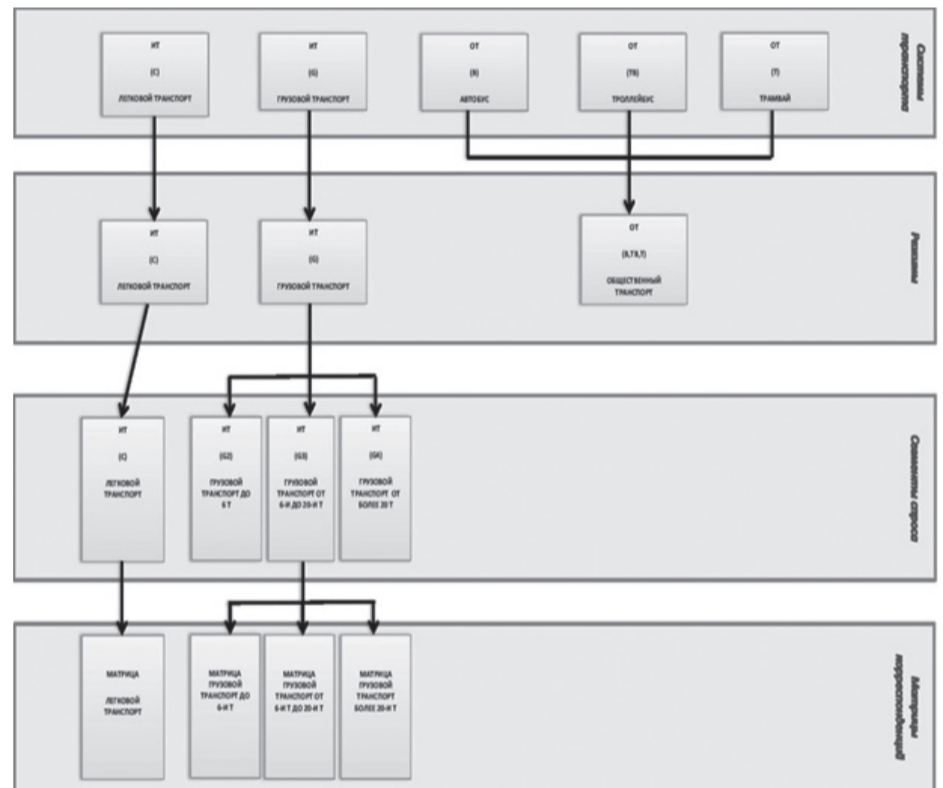 ИТ
(C)
ЛЕГКОВОЙ ТРАНСПОРТ
ИТ
(G)
ГРУЗОВОЙ ТРАНСПОРТ
ОТ
(B)
АВТОБУС
ОТ
(TB)
ТРОЛЛЕЙБУС
ОТ
(T)
ТРАМВАЙ
Системы
транспорта
ИТ
(C)
ЛЕГКОВОЙ ТРАНСПОРТ
ИТ
(G)
ГРУЗОВОЙ ТРАНСПОРТ
ОТ
(B,TB,T)
ОБЩЕСТВЕННЫЙ
ТРАНСПОРТ
Режимы
ИТ
(C)
ЛЕГКОВОЙ
ТРАНСПОРТ
ИТ
(G2)
ГРУЗОВОЙ
ТРАНСПОРТ ДО
6 Т
ИТ
(G3)
ГРУЗОВОЙ
ТРАНСПОРТ ОТ
6-И ДО 20-И Т
ИТ
ГРУЗОВОЙ
ТРАНСПОРТ ОТ
БОЛЕЕ 20 Т
Сегменты спроса
МАТРИЦА
ЛЕГКОВОЙ
ТРАНСПОРТ
МАТРИЦА
ГРУЗОВОЙ
ТРАНСПОРТ ДО
6-И Т
МАТРИЦА
ГРУЗОВОЙ
ТРАНСПОРТ ОТ
6-И Т ДО 20-И Т
МАТРИЦА
ГРУЗОВОЙ
ТРАНСПОРТ
БОЛЕЕ 20-И Т
Матрицы
корреспонденций